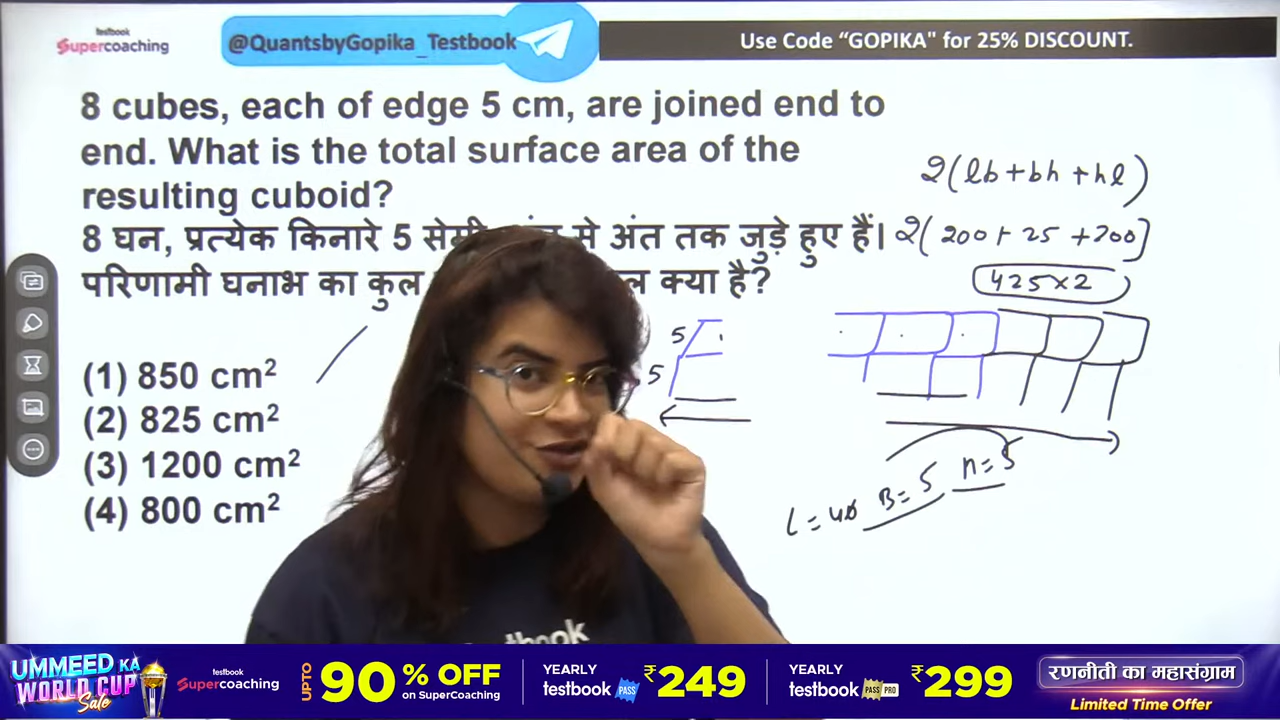 testbook
Supercoaching
@QuantsbyGopika_Testbook
Use Code “GOPIKA" for 25% DISCOUNT.
8 cubes, each of edge 5 cm, are joined end to
end. What is the total surface area of the
resulting cuboid?
8 घन, प्रत्येक किनारे 5 से अंत तक जुड़े हुए हैं।
परिणामी घनाभ का कुल क्या है?
(1) 850 cm²
(2) 825 cm²
(3) 1200 cm²
(4) 800 cm²
2(lb+bh+hl)
2(200+25+200]
425×2
5
5
L=40 B=5 h=5
testbook
UMMEED KA
WORLD CUP
Sale
testbook
Supercoaching
UPTO 90% OFF
on SuperCoaching
YEARLY
testbook PASS
₹249
YEARLY
testbook PASS PRO
₹299
रणनीती का महासंग्राम
Limited Time Offer